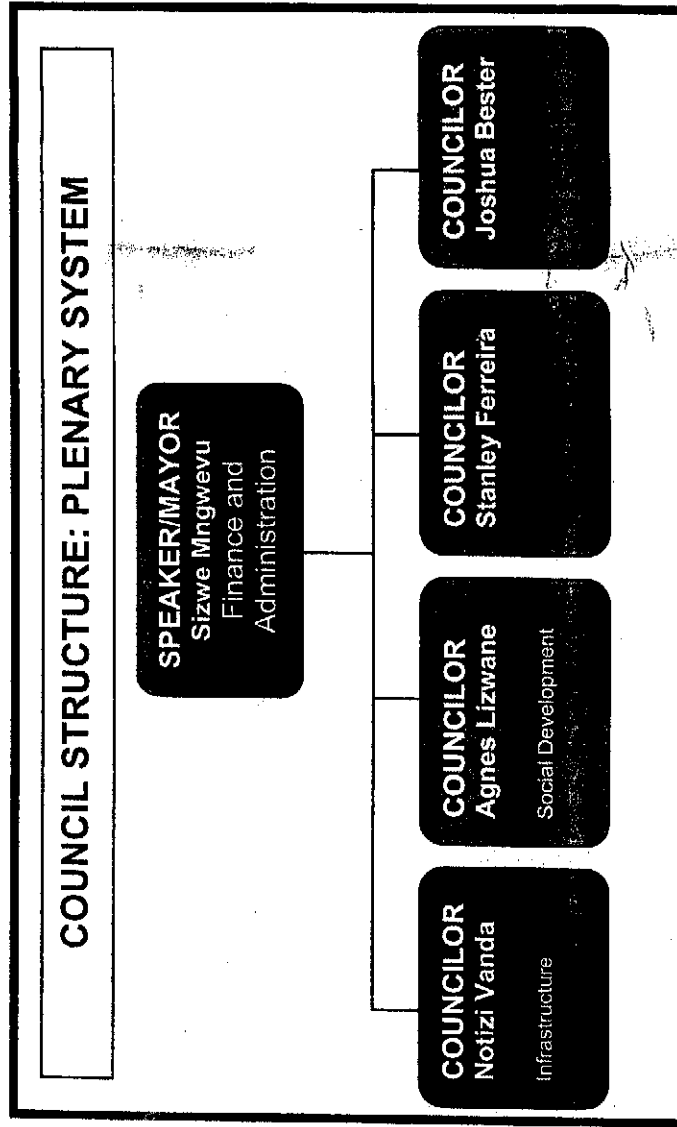 COUNCIL STRUCTURE: PLENARY SYSTEM
SPEAKER/MAYOR
Sizwe Mngwevu
Finance and
Administration
COUNCILOR
Notizi Vanda
Infrastructure
COUNCILOR
Agnes Lizwane
Social Development
COUNCILOR
Stanley Ferreira
COUNCILOR
Joshua Bester